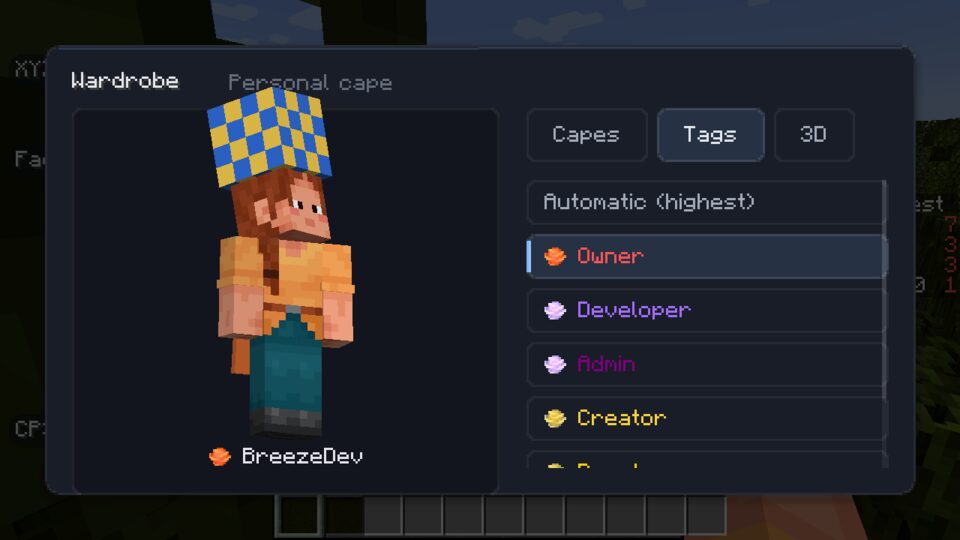 Wardrobe Personal cape
Capes Tags 3D
Automatic (highest)
Owner
Developer
Admin
Creator
BreezeDev